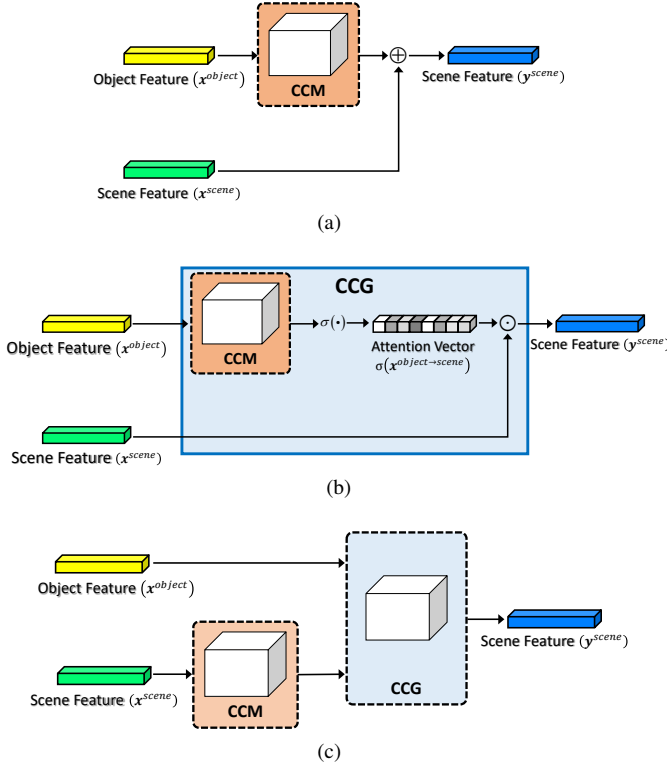 Object Feature (x^object)
CCM
⊕
Scene Feature (y^scene)
Scene Feature (x^scene)
(a)
CCG
CCM
σ(•)
Attention Vector
σ(x^object→scene)
⊙
Object Feature (x^object)
Scene Feature (y^scene)
Scene Feature (x^scene)
(b)
Object Feature (x^object)
Scene Feature (y^scene)
Scene Feature (x^scene)
CCM
CCG
(c)